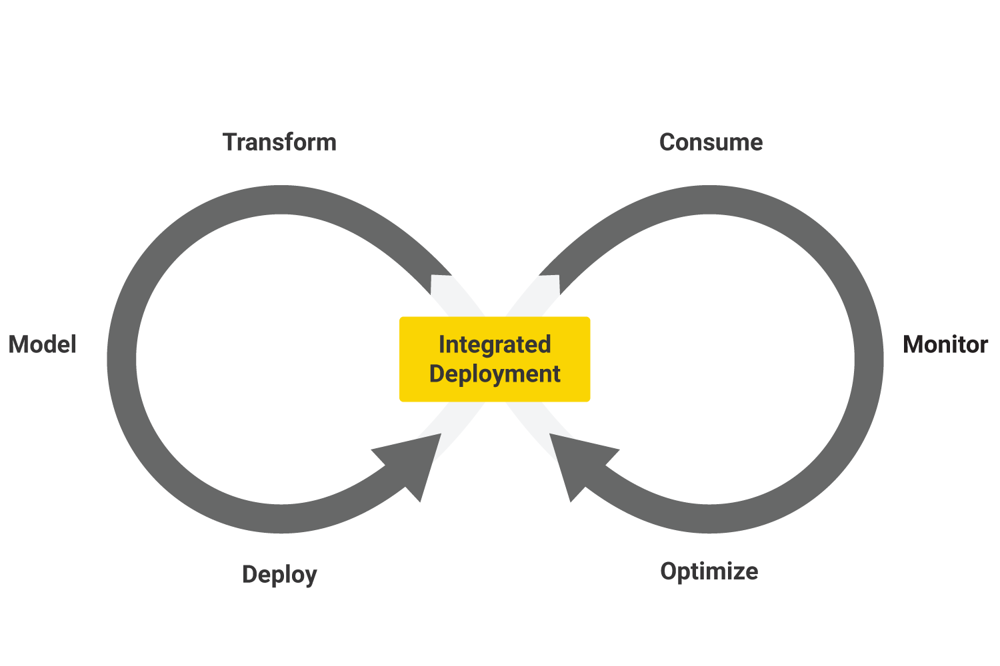 Transform
Consume
Model
Integrated
Deployment
Monitor
Deploy
Optimize